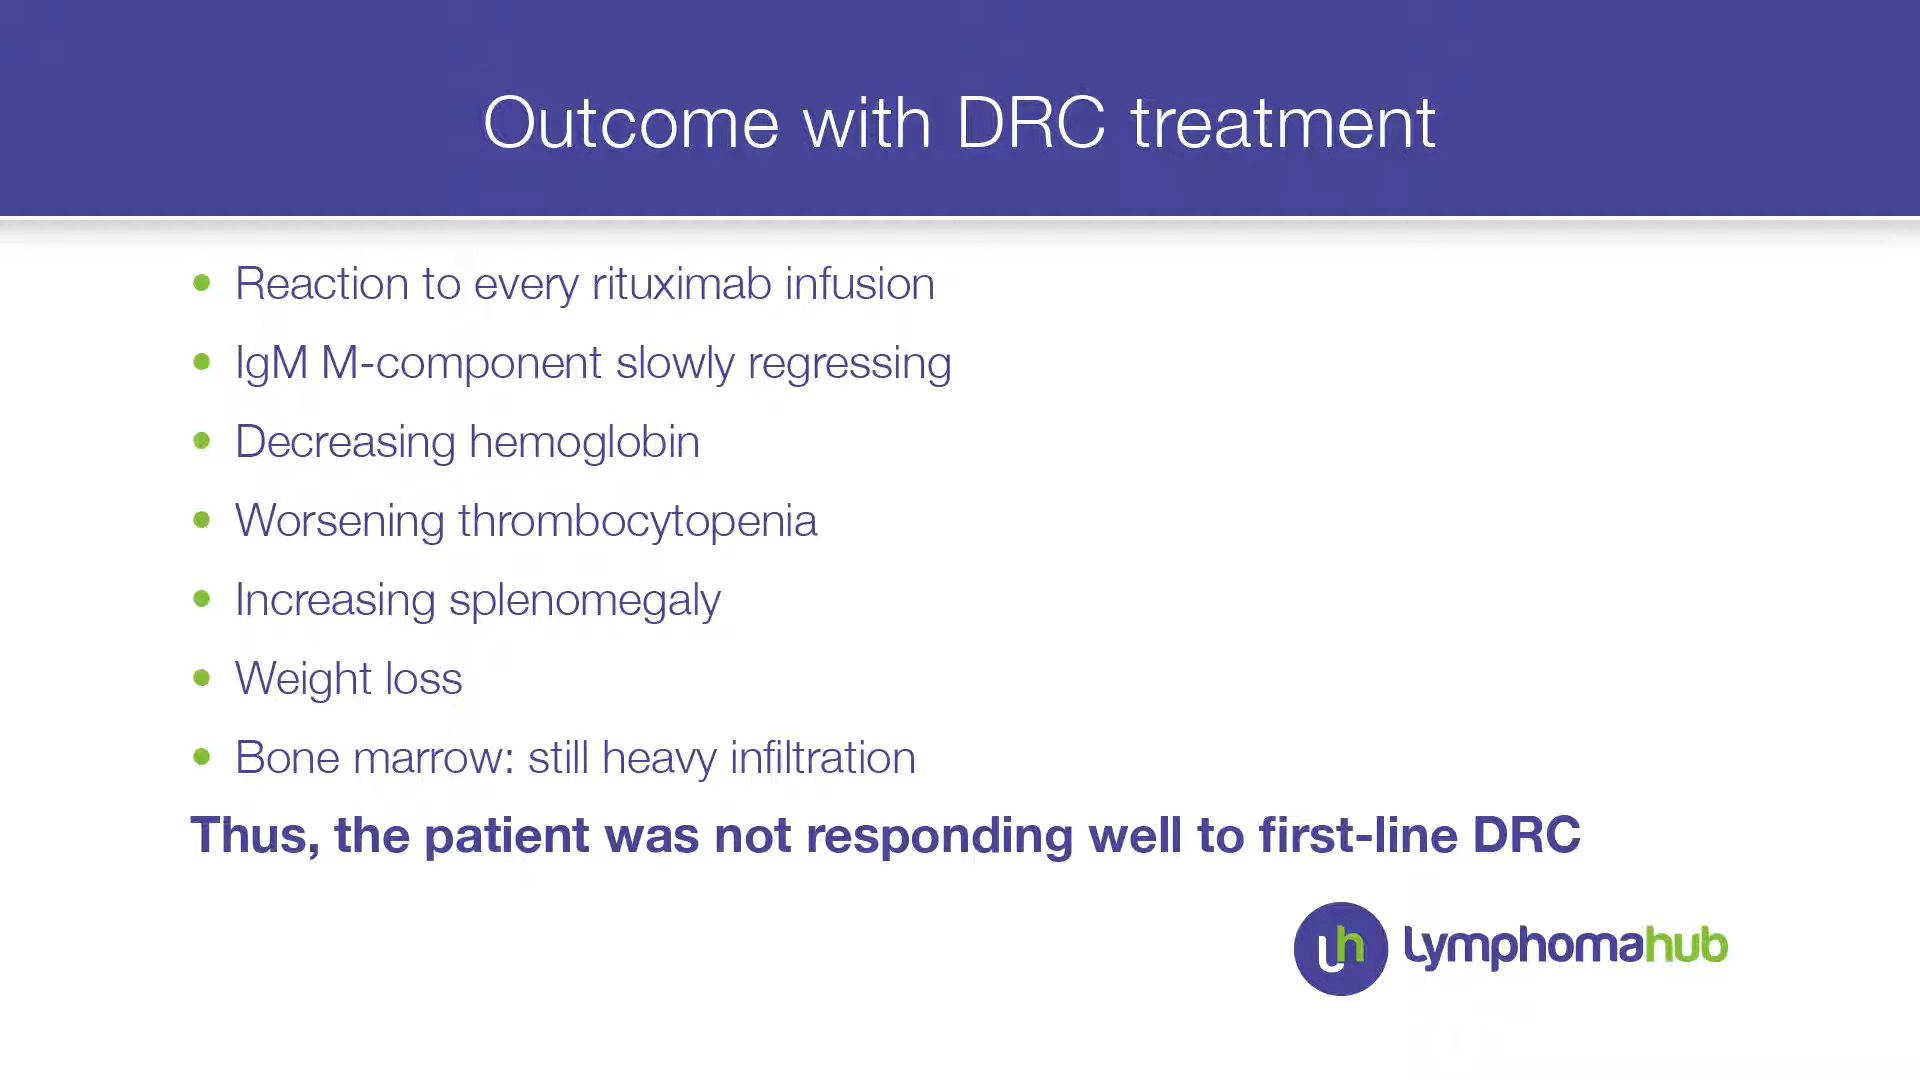 Outcome with DRC treatment
• Reaction to every rituximab infusion
• IgM M-component slowly regressing
• Decreasing hemoglobin
• Worsening thrombocytopenia
• Increasing splenomegaly
• Weight loss
• Bone marrow: still heavy infiltration
Thus, the patient was not responding well to first-line DRC
lh lymphomahub